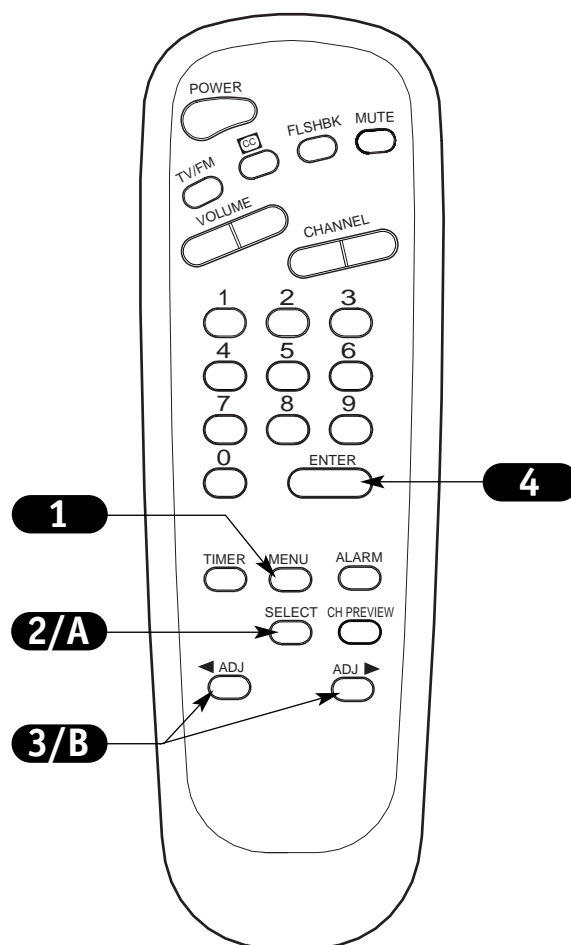 POWER
MUTE
FLSHBK
CC
TV/FM
VOLUME
CHANNEL
1 2 3
4 5 6
7 8 9
0 ENTER
4
1
TIMER MENU ALARM
SELECT CH PREVIEW
2/A
◄ ADJ ADJ ►
3/B